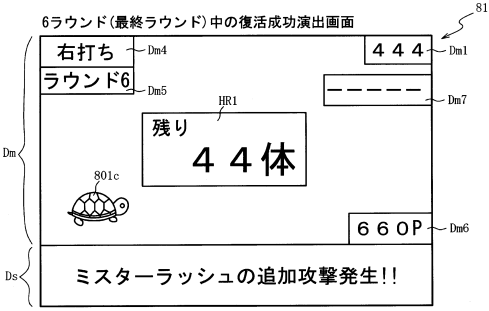 6ラウンド(最終ラウンド)中の復活成功演出画面
81
右打ち
Dm4
444
Dm1
ラウンド6
Dm5
－－－－－
Dm7
HR1
残り
44体
Dm
801c
660P
Dm6
Ds
ミスターラッシュの追加攻撃発生!!